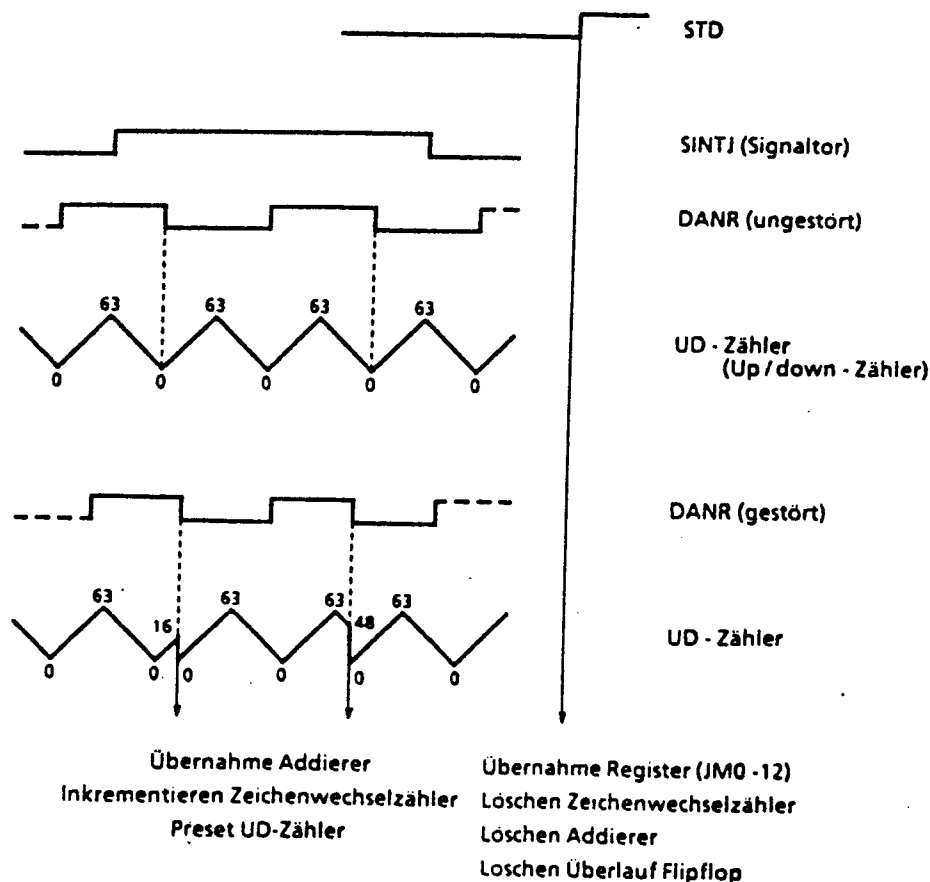 STD
SINTJ (Signaltor)
DANR (ungestört)
63 63 63 63
UD - Zähler
(Up / down - Zähler)
0 0 0 0 0
DANR (gestört)
63 63 63 63
16 48
UD - Zähler
0 0 0 0 0 0
Übernahme Addierer
Inkrementieren Zeichenwechselzähler
Preset UD-Zähler
Übernahme Register (JM0 -12)
Löschen Zeichenwechselzähler
Löschen Addierer
Loschen Überlauf Flipflop